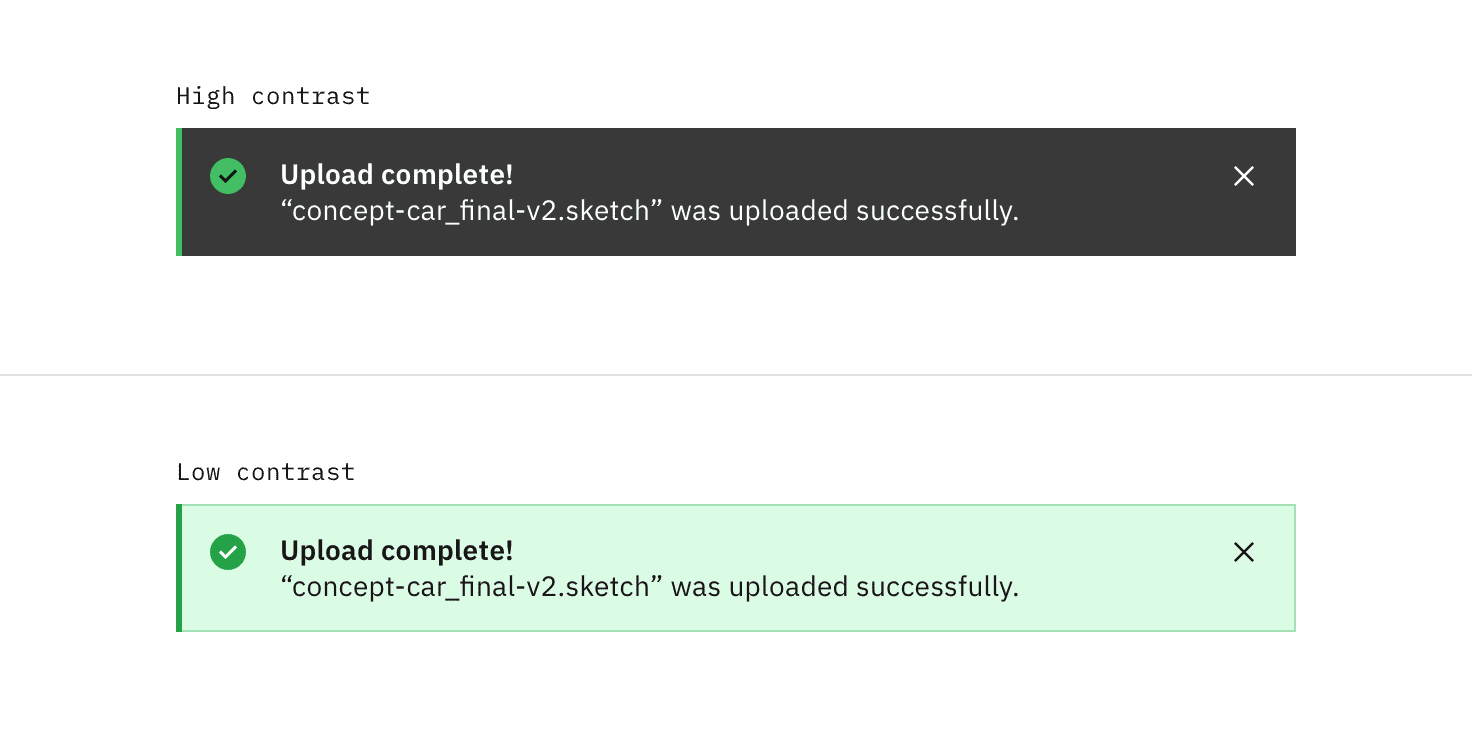 High contrast
Upload complete!
“concept-car_final-v2.sketch” was uploaded successfully.
Low contrast
Upload complete!
“concept-car_final-v2.sketch” was uploaded successfully.